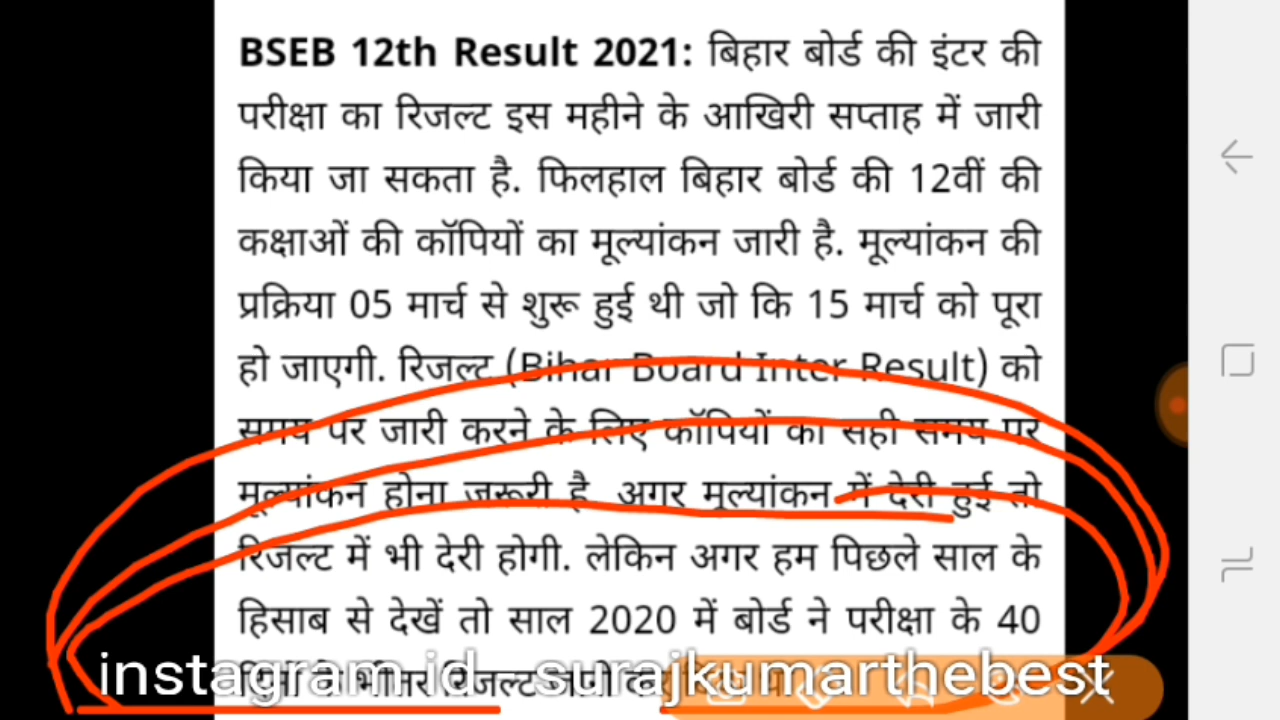 BSEB 12th Result 2021: बिहार बोर्ड की इंटर की
परीक्षा का रिजल्ट इस महीने के आखिरी सप्ताह में जारी
किया जा सकता है. फिलहाल बिहार बोर्ड की 12वीं की
कक्षाओं की कॉपियों का मूल्यांकन जारी है. मूल्यांकन की
प्रक्रिया 05 मार्च से शुरू हुई थी जो कि 15 मार्च को पूरा
हो जाएगी. रिजल्ट (Bihar Board Inter Result) को
समय पर जारी करने के लिए कॉपियों का सही समय पर
मूल्यांकन होना जरूरी है. अगर मूल्यांकन में देरी हुई तो
रिजल्ट में भी देरी होगी. लेकिन अगर हम पिछले साल के
हिसाब से देखें तो साल 2020 में बोर्ड ने परीक्षा के 40
रिजल्ट
instagram id surajkumarthebest